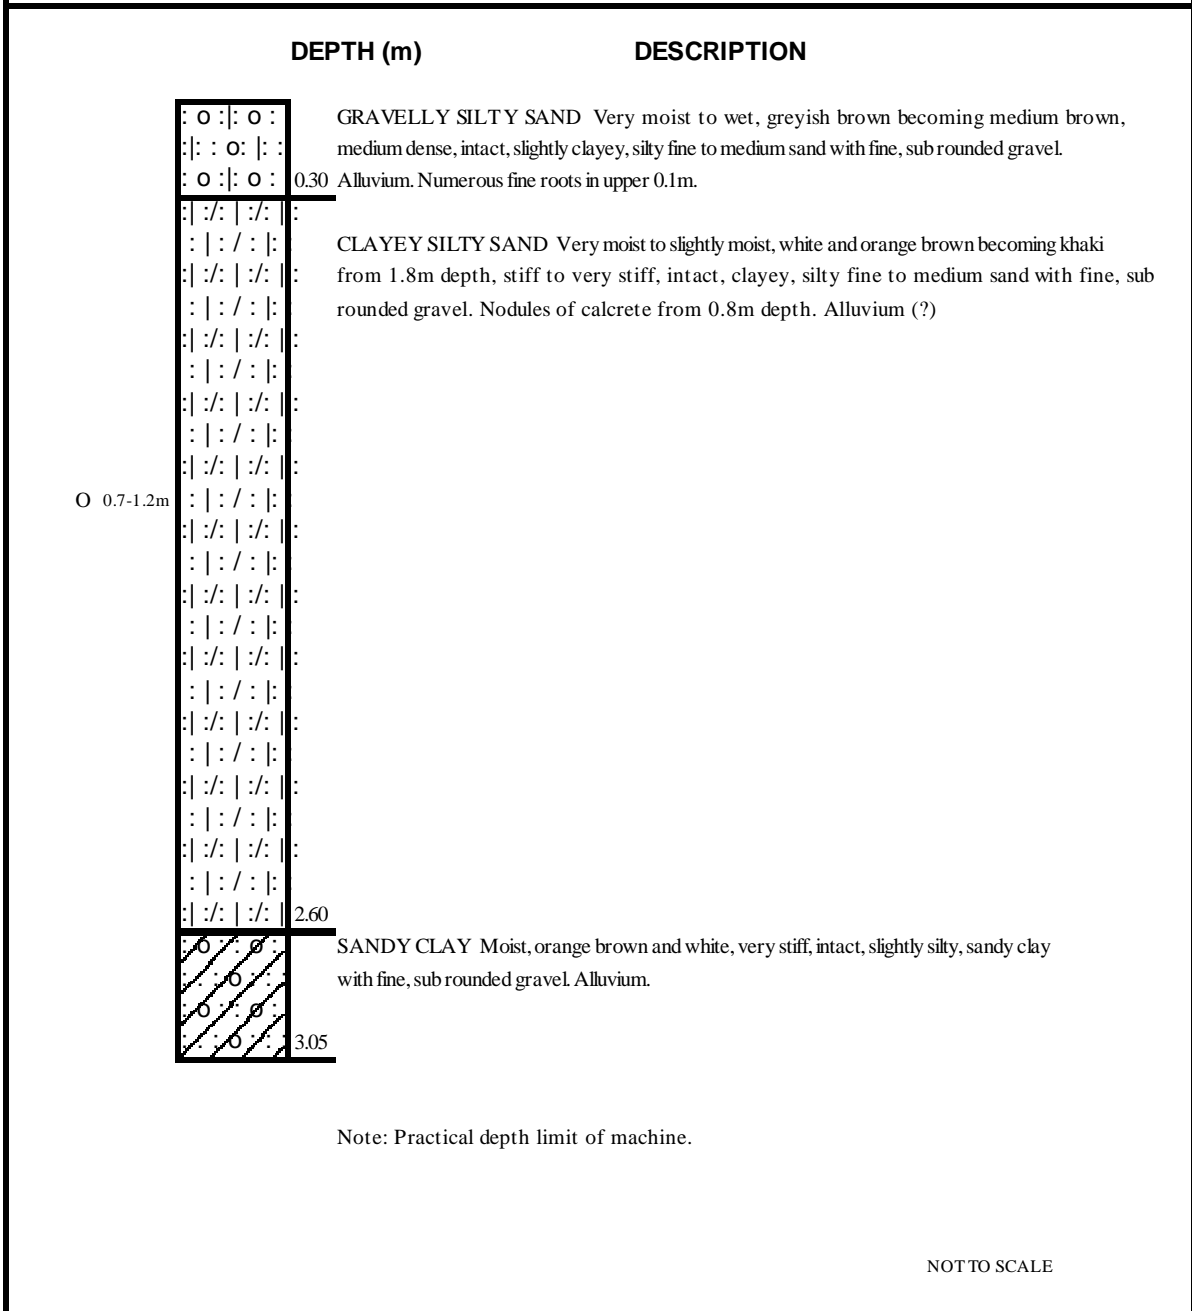 DEPTH (m) DESCRIPTION
GRAVELLY SILTY SAND Very moist to wet, greyish brown becoming medium brown,
medium dense, intact, slightly clayey, silty fine to medium sand with fine, sub rounded gravel.
0.30 Alluvium. Numerous fine roots in upper 0.1m.
CLAYEY SILTY SAND Very moist to slightly moist, white and orange brown becoming khaki
from 1.8m depth, stiff to very stiff, intact, clayey, silty fine to medium sand with fine, sub
rounded gravel. Nodules of calcrete from 0.8m depth. Alluvium (?)
O 0.7-1.2m
2.60
SANDY CLAY Moist, orange brown and white, very stiff, intact, slightly silty, sandy clay
with fine, sub rounded gravel. Alluvium.
3.05
Note: Practical depth limit of machine.
NOT TO SCALE